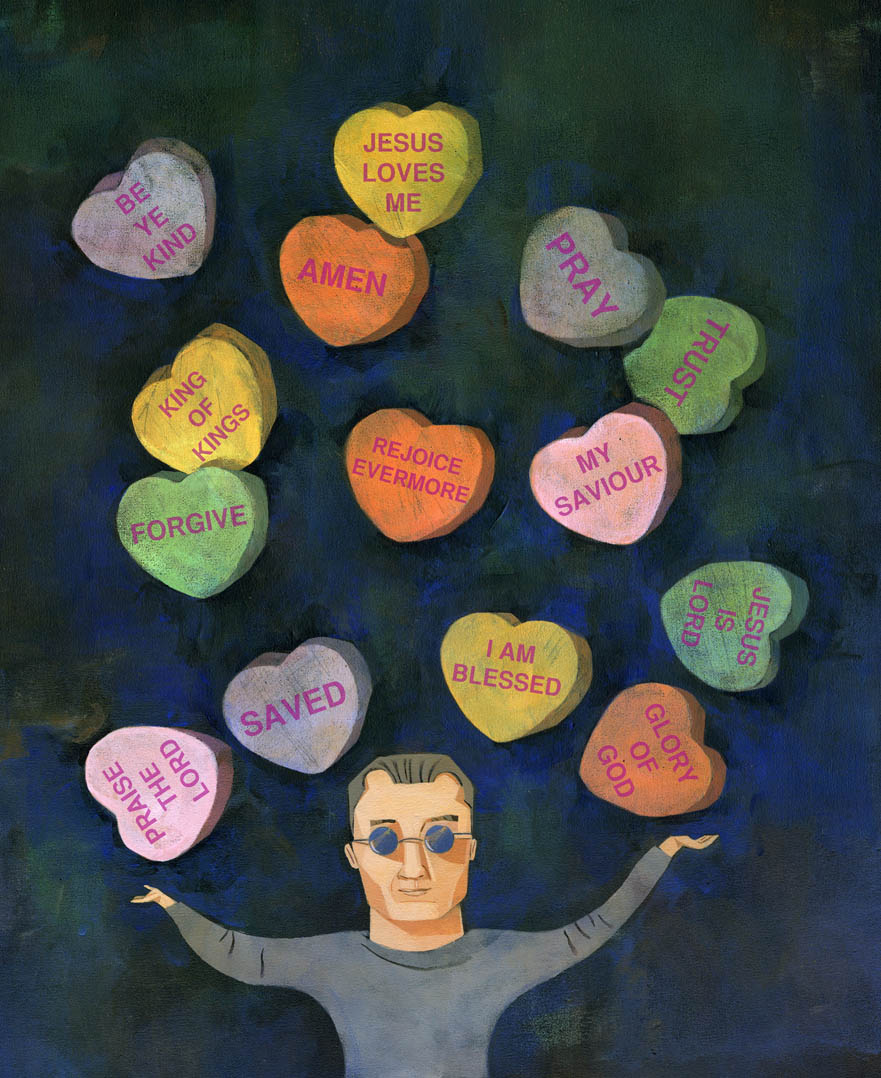 JESUS
LOVES
ME
BE
YE
KIND
AMEN
PRAY
TRUST
KING
OF
KINGS
REJOICE
EVERMORE
MY
SAVIOUR
FORGIVE
JESUS
IS
LORD
I AM
BLESSED
SAVED
GLORY
OF
GOD
PRAISE
THE
LORD